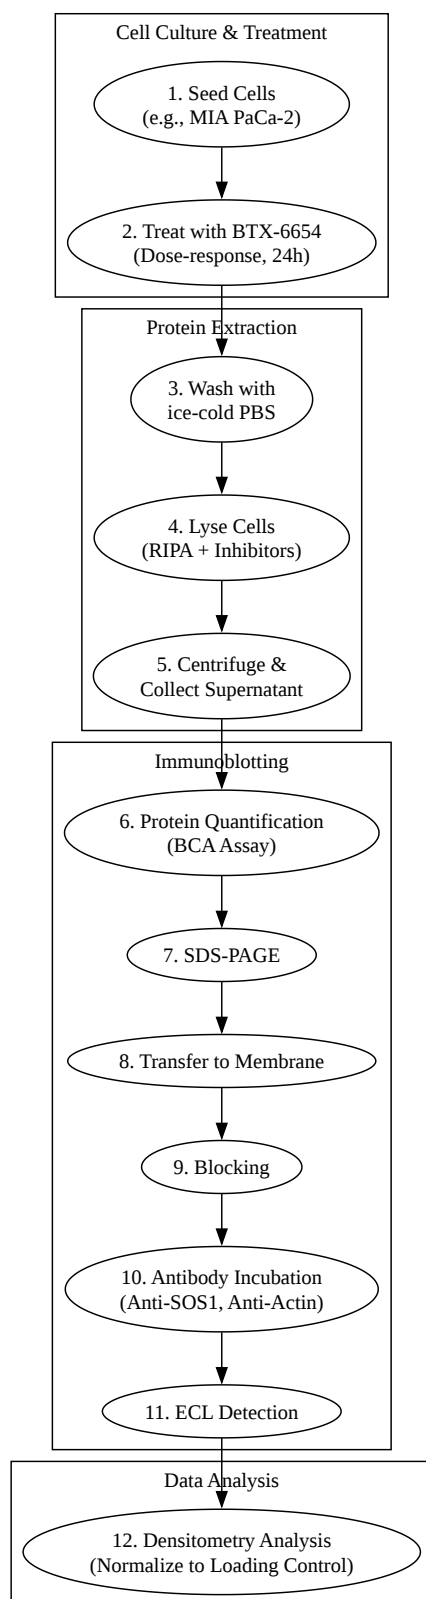 Cell Culture & Treatment
1. Seed Cells
(e.g., MIA PaCa-2)
2. Treat with BTX-6654
(Dose-response, 24h)
Protein Extraction
3. Wash with
ice-cold PBS
4. Lyse Cells
(RIPA + Inhibitors)
5. Centrifuge &
Collect Supernatant
Immunoblotting
6. Protein Quantification
(BCA Assay)
7. SDS-PAGE
8. Transfer to Membrane
9. Blocking
10. Antibody Incubation
(Anti-SOS1, Anti-Actin)
11. ECL Detection
Data Analysis
12. Densitometry Analysis
(Normalize to Loading Control)